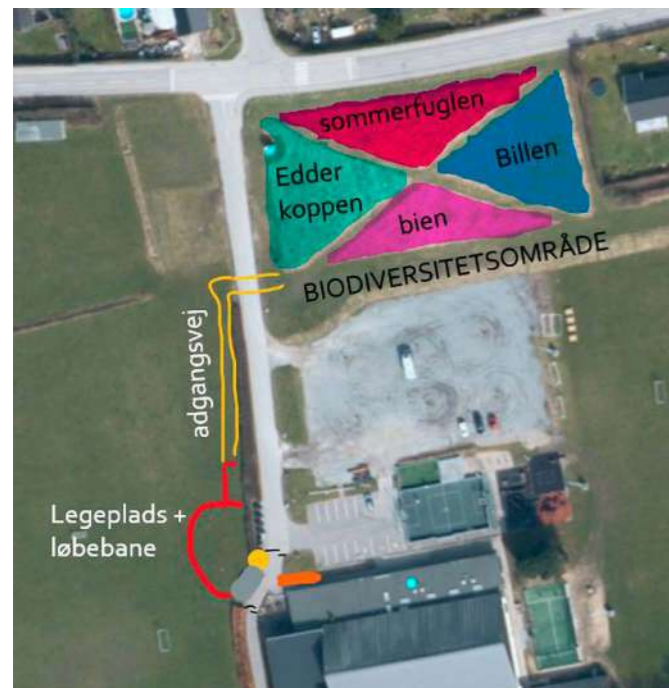 sommerfuglen
Billen
Edder
koppen
bien
BIODIVERSITETSOMRÅDE
adgangsvej
Legeplads +
løbebane